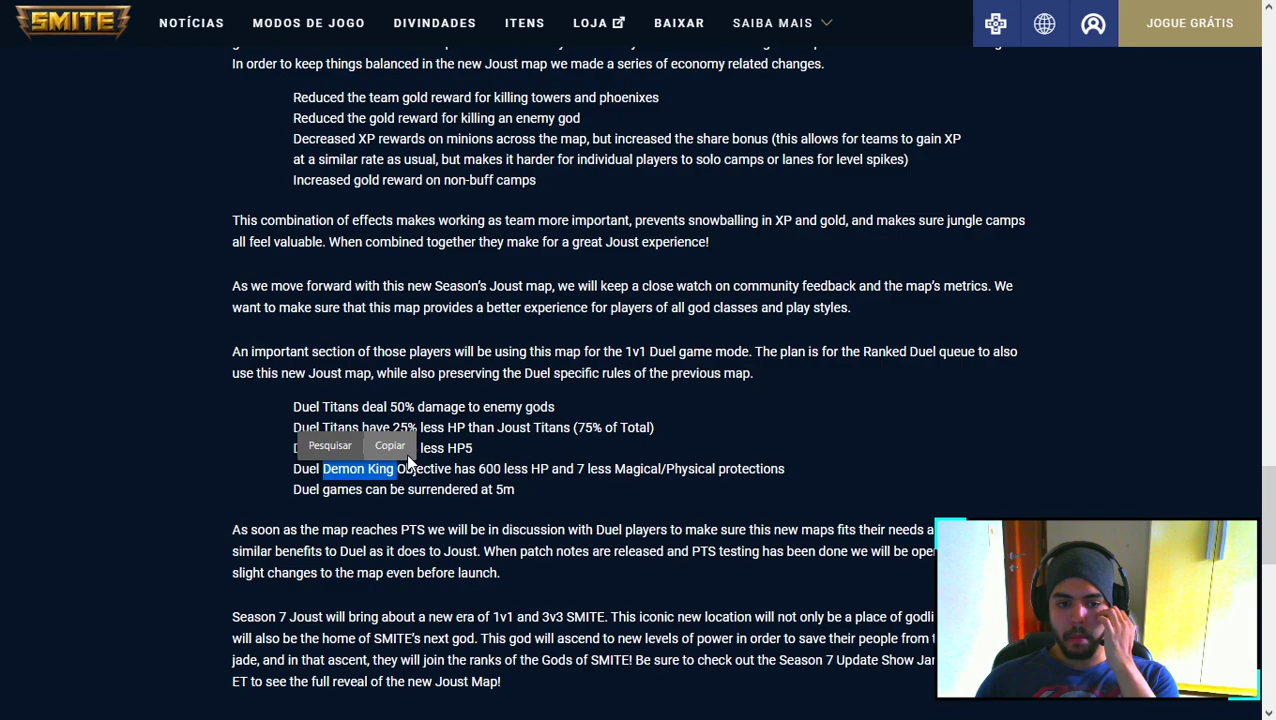 SMITE
NOTÍCIAS MODOS DE JOGO DIVINDADES ITENS LOJA BAIXAR SAIBA MAIS JOGUE GRÁTIS
In order to keep things balanced in the new Joust map we made a series of economy related changes.
Reduced the team gold reward for killing towers and phoenixes
Reduced the gold reward for killing an enemy god
Decreased XP rewards on minions across the map, but increased the share bonus (this allows for teams to gain XP
at a similar rate as usual, but makes it harder for individual players to solo camps or lanes for level spikes)
Increased gold reward on non-buff camps
This combination of effects makes working as team more important, prevents snowballing in XP and gold, and makes sure jungle camps
all feel valuable. When combined together they make for a great Joust experience!
As we move forward with this new Season's Joust map, we will keep a close watch on community feedback and the map's metrics. We
want to make sure that this map provides a better experience for players of all god classes and play styles.
An important section of those players will be using this map for the 1v1 Duel game mode. The plan is for the Ranked Duel queue to also
use this new Joust map, while also preserving the Duel specific rules of the previous map.
Duel Titans deal 50% damage to enemy gods
Duel Titans have 25% less HP than Joust Titans (75% of Total)
Pesquisar Copiar less HP5
Duel Demon King Objective has 600 less HP and 7 less Magical/Physical protections
Duel games can be surrendered at 5m
As soon as the map reaches PTS we will be in discussion with Duel players to make sure this new maps fits their needs
similar benefits to Duel as it does to Joust. When patch notes are released and PTS testing has been done we will be
slight changes to the map even before launch.
Season 7 Joust will bring about a new era of 1v1 and 3v3 SMITE. This iconic new location will not only be a place of
will also be the home of SMITE's next god. This god will ascend to new levels of power in order to save their people from
jade, and in that ascent, they will join the ranks of the Gods of SMITE! Be sure to check out the Season 7 Update Show
ET to see the full reveal of the new Joust Map!